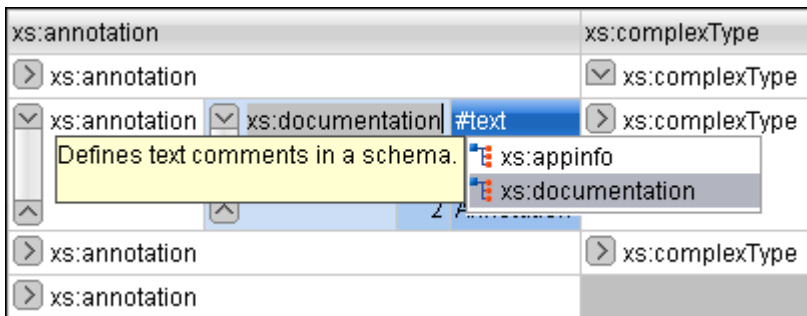 xs:annotation xs:complexType
xs:annotation xs:complexType
xs:annotation xs:documentation #text xs:complexType
Defines text comments in a schema. xs:appinfo
xs:documentation
2
xs:annotation xs:complexType
xs:annotation